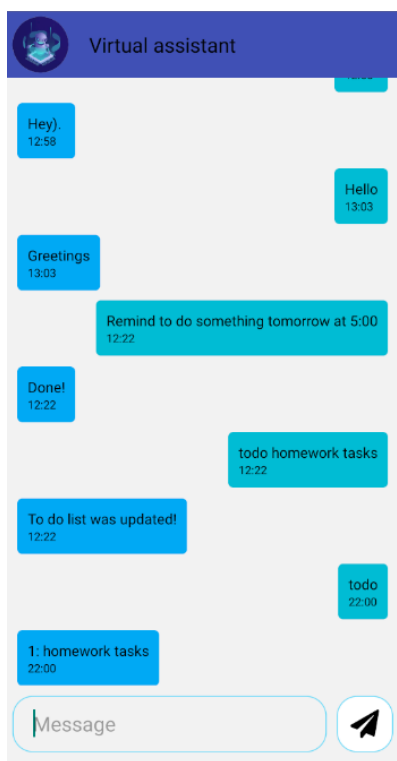 Virtual assistant
Hey).
12:58
Hello
13:03
Greetings
13:03
Remind to do something tomorrow at 5:00
12:22
Done!
12:22
todo homework tasks
12:22
To do list was updated!
12:22
todo
22:00
1: homework tasks
22:00
Message